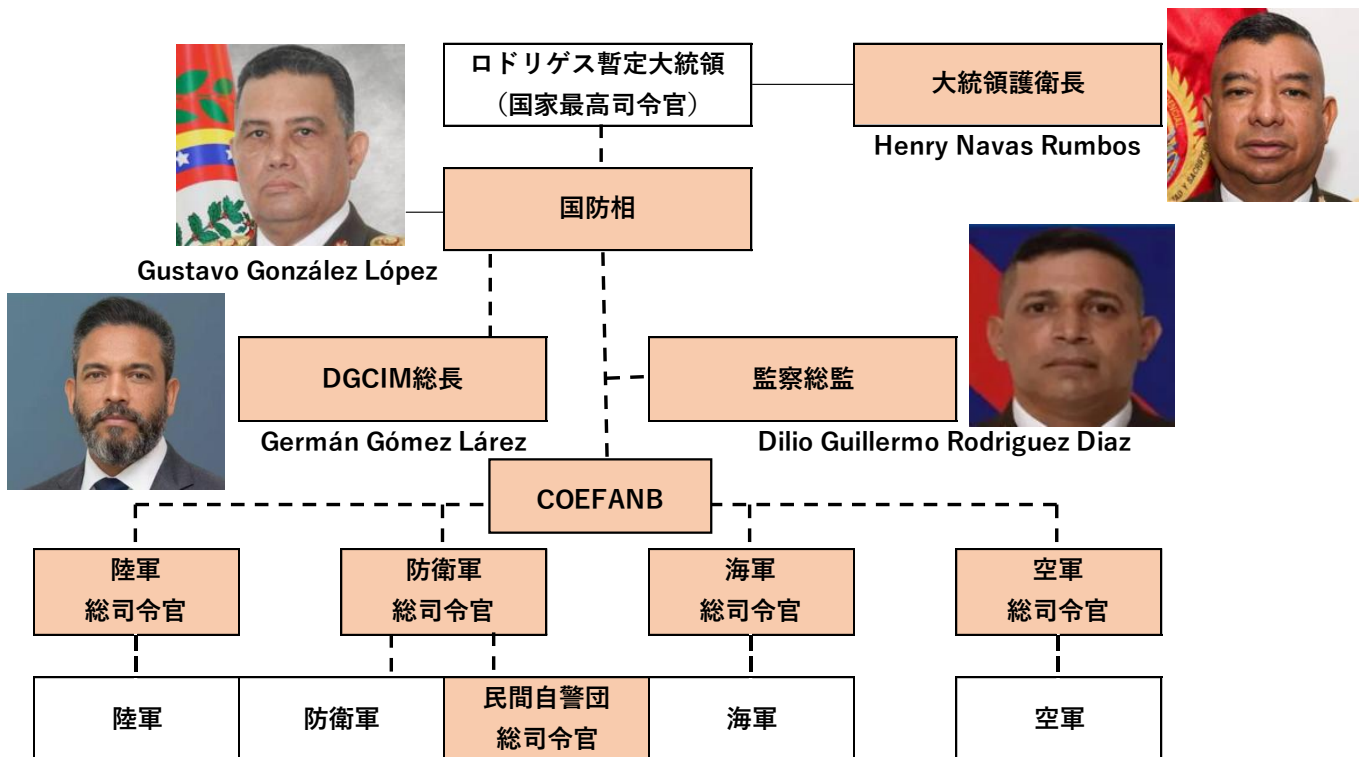 ロドリゲス暫定大統領
（国家最高司令官）
大統領護衛長
Henry Navas Rumbos
国防相
Gustavo González López
DGCIM総長
監察総監
Germán Gómez Lárez
Dilio Guillermo Rodriguez Diaz
COEFANB
陸軍
総司令官
防衛軍
総司令官
海軍
総司令官
空軍
総司令官
陸軍
防衛軍
民間自警団
総司令官
海軍
空軍